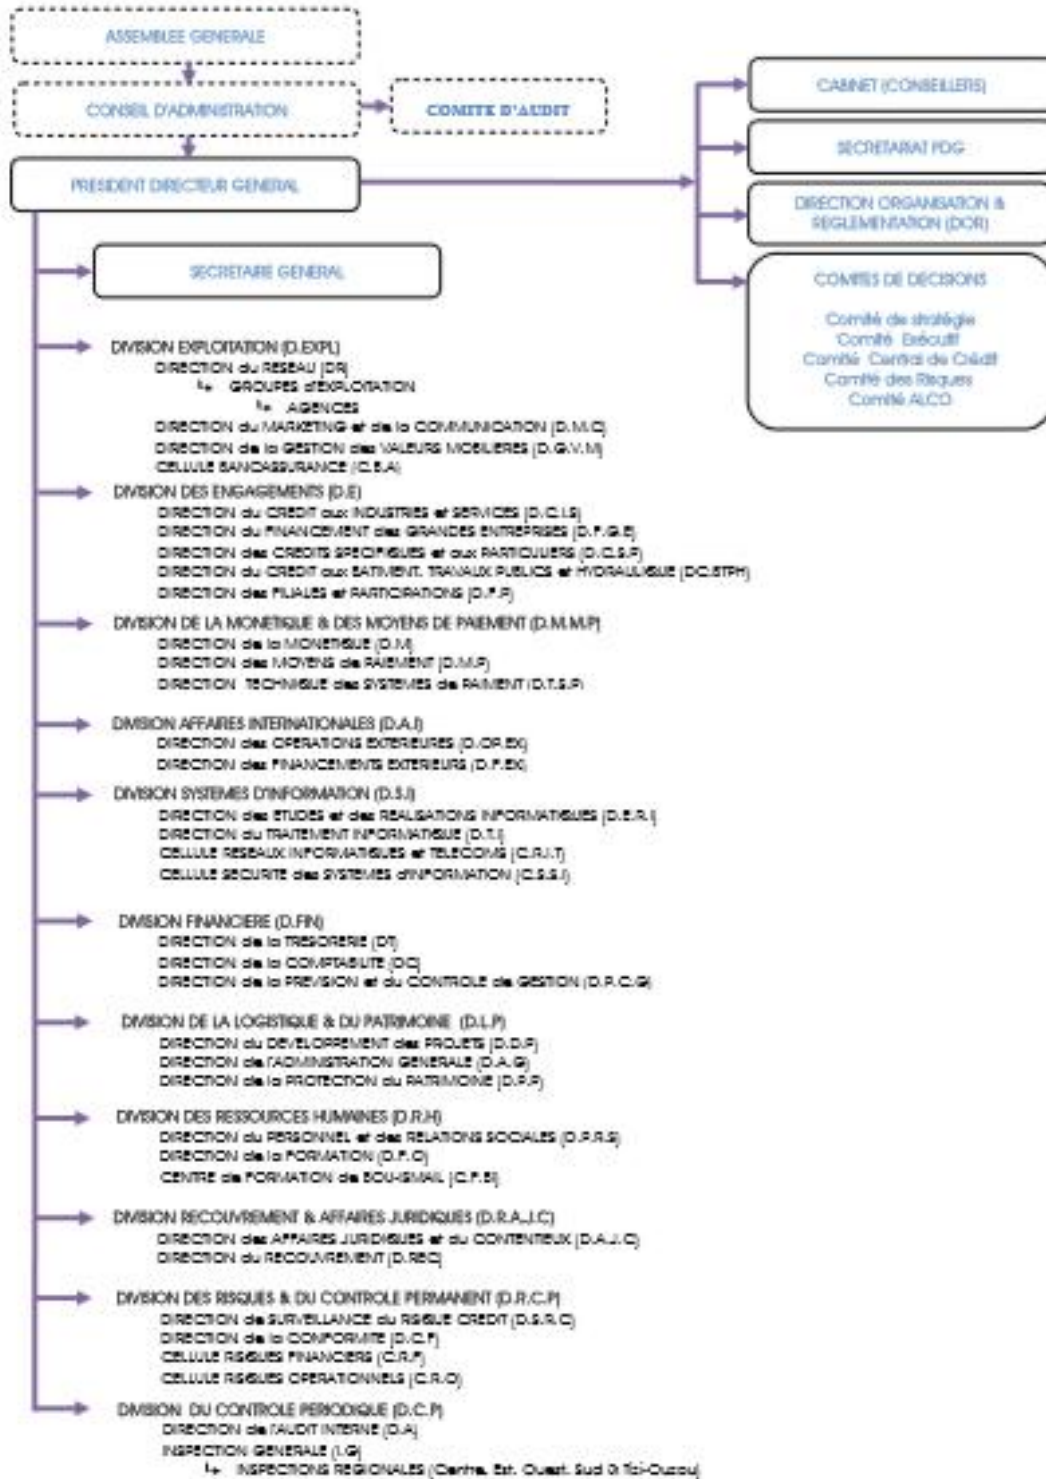 ASSEMBLEE GENERALE
CONSEIL D'ADMINISTRATION
COMITE D'AUDIT
PRESIDENT DIRECTEUR GENERAL
CABINET (CONSEILLERS)
SECRETARIAT PDG
DIRECTION ORGANISATION &
REGLEMENTATION (DOR)
COMITES DE DECISIONS
Comité de stratégie
Comité Exécutif
Comité Central de Crédit
Comité des Risques
Comité ALCO
SECRETAIRE GENERAL
DIVISION EXPLOITATION (D.EXPL)
DIRECTION du RESEAU (DR)
GROUPES d'EXPLOITATION
AGENCES
DIRECTION du MARKETING et de la COMMUNICATION (D.M.C)
DIRECTION de la GESTION des VALEURS MOBILIERES (D.G.V.M)
CELLULE BANCASSURANCE (C.B.A)
DIVISION DES ENGAGEMENTS (D.E)
DIRECTION du CREDIT aux INDUSTRIES et SERVICES (D.C.I.S)
DIRECTION du FINANCEMENT des GRANDES ENTREPRISES (D.F.G.E)
DIRECTION des CREDITS SPECIFIQUES et aux PARTICULIERS (D.C.S.P)
DIRECTION du CREDIT aux BATIMENT, TRAVAUX PUBLICS et HYDRAULIQUE (DC.BTPH)
DIRECTION des FILIALES et PARTICIPATIONS (D.F.P)
DIVISION DE LA MONETIQUE & DES MOYENS DE PAIEMENT (D.M.M.P)
DIRECTION de la MONETIQUE (D.M)
DIRECTION des MOYENS de PAIEMENT (D.M.P)
DIRECTION TECHNIQUE des SYSTEMES de PAIMENT (D.T.S.P)
DIVISION AFFAIRES INTERNATIONALES (D.A.I)
DIRECTION des OPERATIONS EXTERIEURES (D.OP.EX)
DIRECTION des FINANCEMENTS EXTERIEURS (D.F.EX)
DIVISION SYSTEMES D'INFORMATION (D.S.I)
DIRECTION des ETUDES et des REALISATIONS INFORMATIQUES (D.E.R.I)
DIRECTION du TRAITEMENT INFORMATIQUE (D.T.I)
CELLULE RESEAUX INFORMATIQUES et TELECOMS (C.R.I.T)
CELLULE SECURITE des SYSTEMES d'INFORMATION (C.S.S.I)
DIVISION FINANCIERE (D.FIN)
DIRECTION de la TRESORERIE (DT)
DIRECTION de la COMPTABILITE (DC)
DIRECTION de la PREVISION et du CONTROLE de GESTION (D.P.C.G)
DIVISION DE LA LOGISTIQUE & DU PATRIMOINE (D.L.P)
DIRECTION du DEVELOPPEMENT des PROJETS (D.D.P)
DIRECTION de l'ADMINISTRATION GENERALE (D.A.G)
DIRECTION de la PROTECTION du PATRIMOINE (D.P.P)
DIVISION DES RESSOURCES HUMAINES (D.R.H)
DIRECTION du PERSONNEL et des RELATIONS SOCIALES (D.P.R.S)
DIRECTION de la FORMATION (D.F.O)
CENTRE de FORMATION de BOU-ISMAIL (C.F.BI)
DIVISION RECOUVREMENT & AFFAIRES JURIDIQUES (D.R.A.J.C)
DIRECTION des AFFAIRES JURIDIQUES et du CONTENTIEUX (D.A.J.C)
DIRECTION du RECOUVREMENT (D.REC)
DIVISION DES RISQUES & DU CONTROLE PERMANENT (D.R.C.P)
DIRECTION de SURVEILLANCE du RISQUE CREDIT (D.S.R.C)
DIRECTION de la CONFORMITE (D.C.F)
CELLULE RISQUES FINANCIERS (C.R.F)
CELLULE RISQUES OPERATIONNELS (C.R.O)
DIVISION DU CONTROLE PERIODIQUE (D.C.P)
DIRECTION de l'AUDIT INTERNE (D.A)
INSPECTION GENERALE (I.G)
INSPECTIONS REGIONALES (Centre, Est, Ouest, Sud & Tizi-Ouzou)